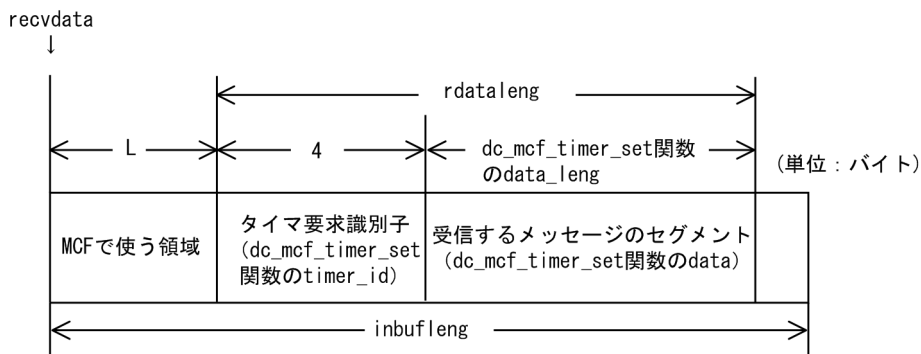 recvdata
↓
rdataleng
L
4
dc_mcf_timer_set関数
のdata_leng
(単位：バイト)
MCFで使う領域
タイマ要求識別子
(dc_mcf_timer_set
関数のtimer_id)
受信するメッセージのセグメント
(dc_mcf_timer_set関数のdata)
inbufleng